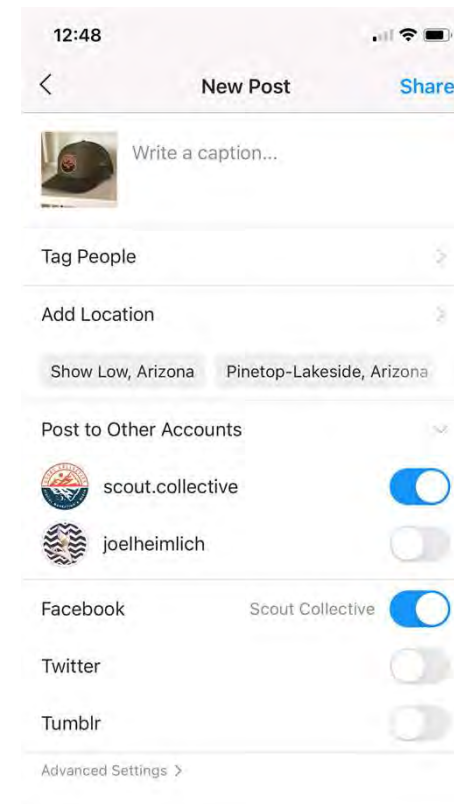 12:48
New Post
Share
Write a caption...
Tag People
Add Location
Show Low, Arizona Pinetop-Lakeside, Arizona
Post to Other Accounts
scout.collective
joelheimlich
Facebook Scout Collective
Twitter
Tumblr
Advanced Settings >